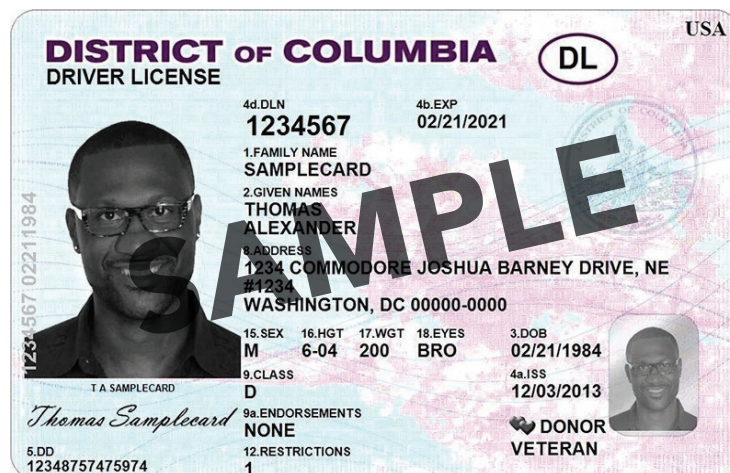 USA
DISTRICT OF COLUMBIA
DL
DRIVER LICENSE
4d.DLN 4b.EXP
1234567 02/21/2021
1.FAMILY NAME
SAMPLECARD
2.GIVEN NAMES
THOMAS
ALEXANDER
8.ADDRESS
1234 COMMODORE JOSHUA BARNEY DRIVE, NE
#1234
WASHINGTON, DC 00000-0000
SAMPLE
15.SEX 16.HGT 17.WGT 18.EYES 3.DOB
M 6-04 200 BRO 02/21/1984
9.CLASS 4a.ISS
D 12/03/2013
9a.ENDORSEMENTS
NONE
DONOR
VETERAN
12.RESTRICTIONS
1
1234567 02211984
T A SAMPLECARD
Thomas Samplecard
5.DD
12348757475974
DISTRICT OF COLUMBIA